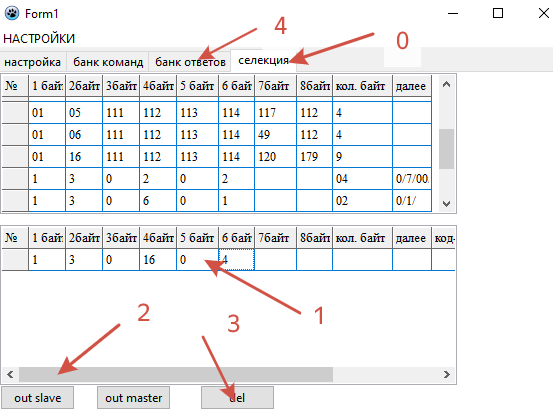 Form1
НАСТРОЙКИ
4
0
настройка банк команд банк ответов селекция
№ 1 байт 2байт 3байт 4байт 5 байт 6 байт 7байт 8байт кол. байт далее
01 05 111 112 113 114 117 112 4
01 06 111 112 113 114 49 112 4
01 16 111 112 113 114 120 179 9
1 3 0 2 0 2 04 0/7/00
1 3 0 6 0 1 02 0/1/
№ 1 байт 2байт 3байт 4байт 5 байт 6 байт 7байт 8байт кол. байт далее код-
1 3 0 16 0 4
1
2
3
out slave out master del